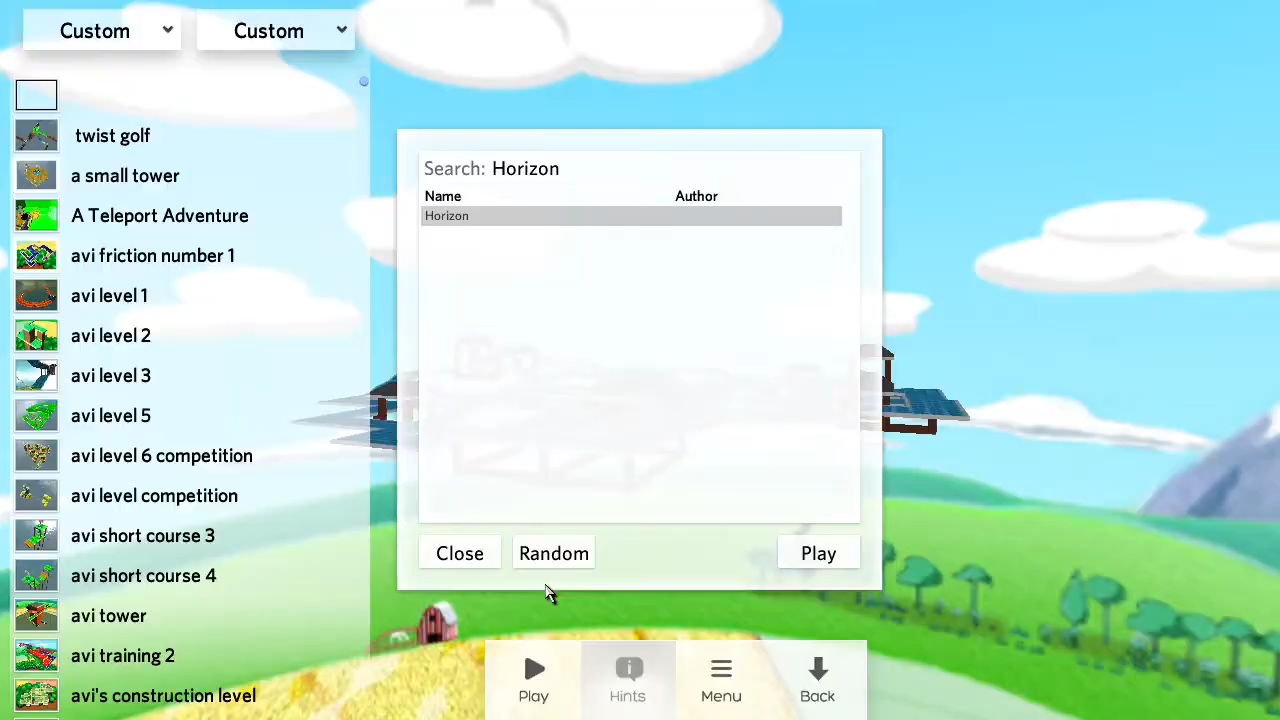 Custom
Custom
twist golf
a small tower
A Teleport Adventure
avi friction number 1
avi level 1
avi level 2
avi level 3
avi level 5
avi level 6 competition
avi level competition
avi short course 3
avi short course 4
avi tower
avi training 2
avi's construction level
Search: Horizon
Name Author
Horizon
Close Random Play
Play Hints Menu Back